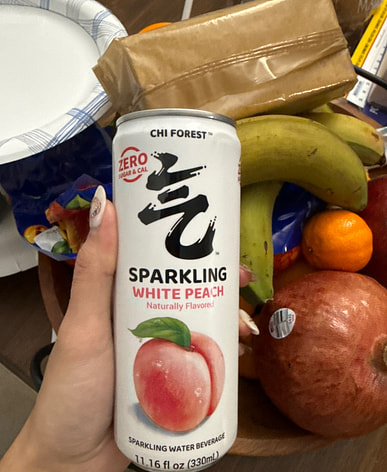 CHI FOREST™
ZERO
SUGAR & CAL
气
™
SPARKLING
WHITE PEACH
Naturally Flavored
SPARKLING WATER BEVERAGE
11.16 fl oz (330mL)